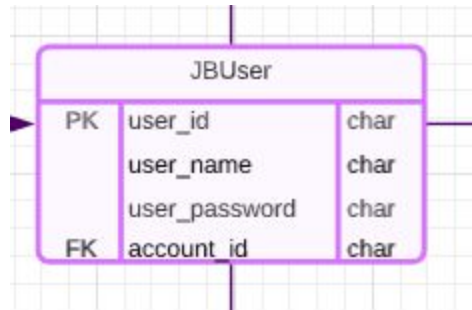 JBUser
PK user_id char
user_name char
user_password char
FK account_id char